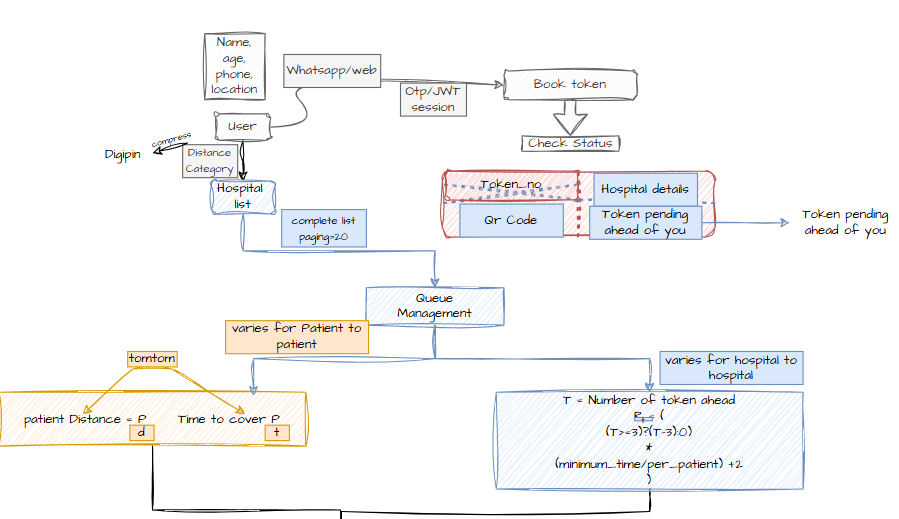 Name,
age,
phone,
location
Whatsapp/web
Otp/JWT
session
Book token
User
Check Status
compress
Digipin
Distance
Category
Hospital
list
Token_no
Hospital details
Qr Code
Token pending
ahead of you
Token pending
ahead of you
complete list
paging=20
Queue
Management
varies for Patient to
patient
varies for hospital to
hospital
tomtom
patient Distance = P
d
Time to cover P
t
T = Number of token ahead
= (
(T>=3)?(T-3):0)
*
(minimum_time/per_patient) +2
)